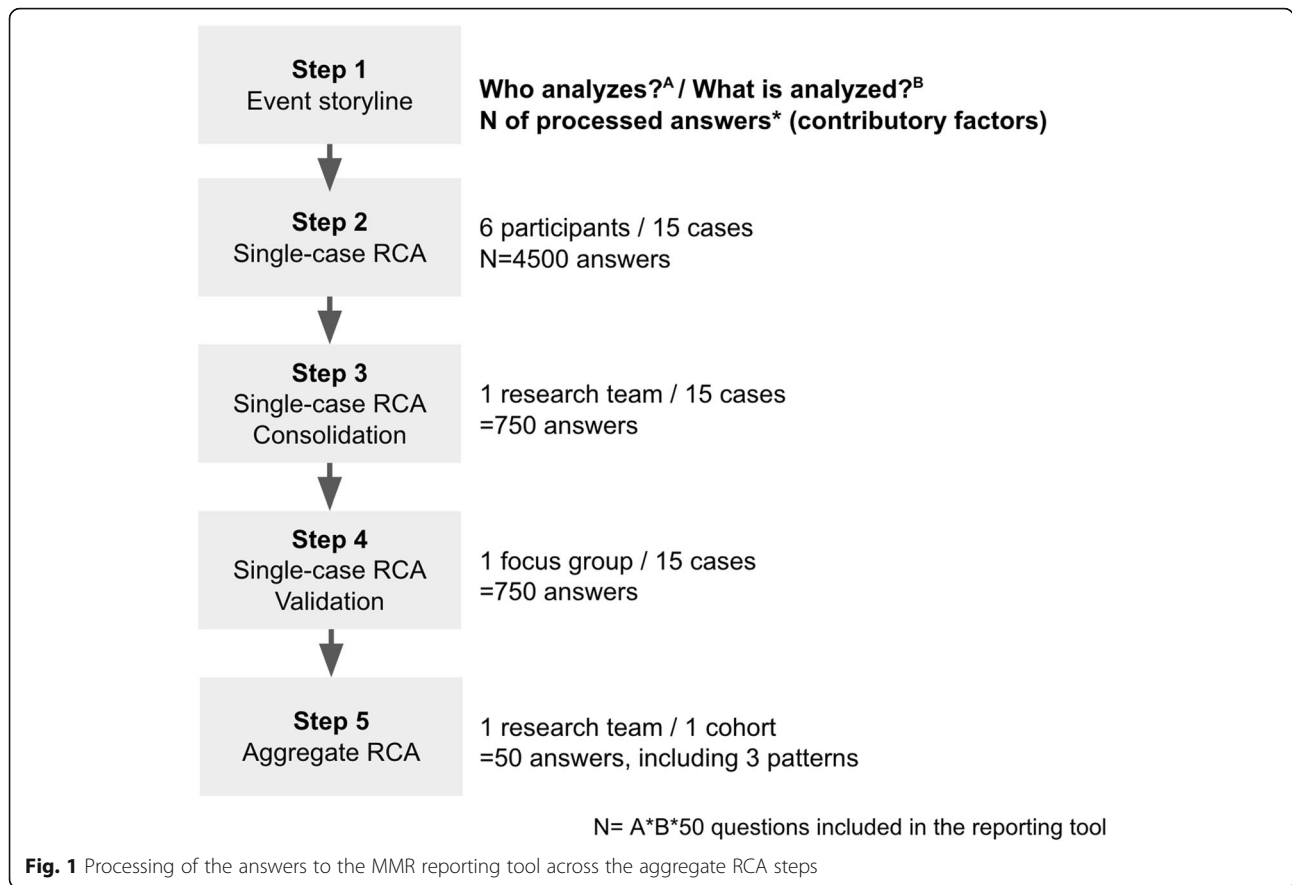 Step 1
Event storyline
Who analyzes?ᴬ / What is analyzed?ᴮ
N of processed answers* (contributory factors)
Step 2
Single-case RCA
6 participants / 15 cases
N=4500 answers
Step 3
Single-case RCA
Consolidation
1 research team / 15 cases
=750 answers
Step 4
Single-case RCA
Validation
1 focus group / 15 cases
=750 answers
Step 5
Aggregate RCA
1 research team / 1 cohort
=50 answers, including 3 patterns
N= A*B*50 questions included in the reporting tool
Fig. 1 Processing of the answers to the MMR reporting tool across the aggregate RCA steps